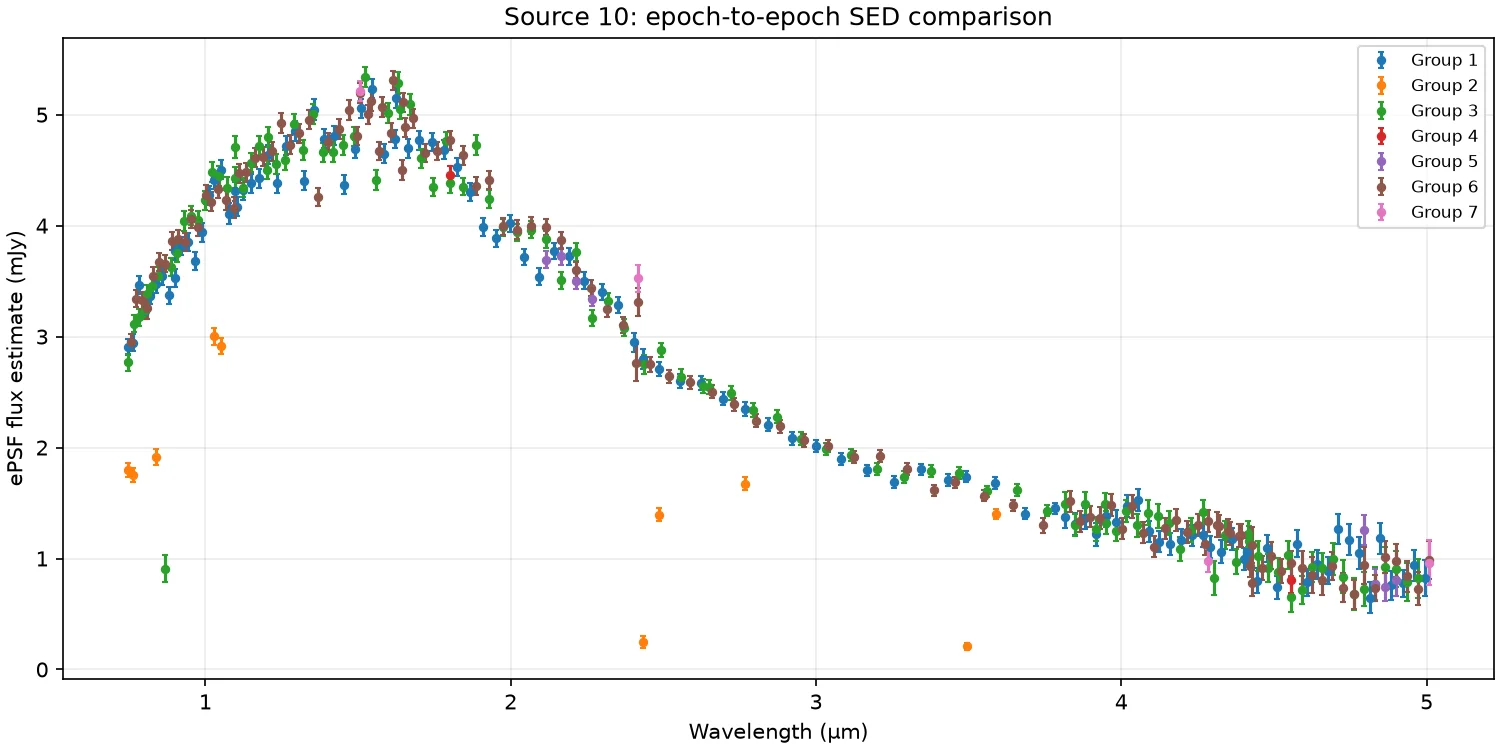 Source 10: epoch-to-epoch SED comparison
ePSF flux estimate (mJy)
5
4
3
2
1
0
Group 1
Group 2
Group 3
Group 4
Group 5
Group 6
Group 7
1 2 3 4 5
Wavelength (μm)